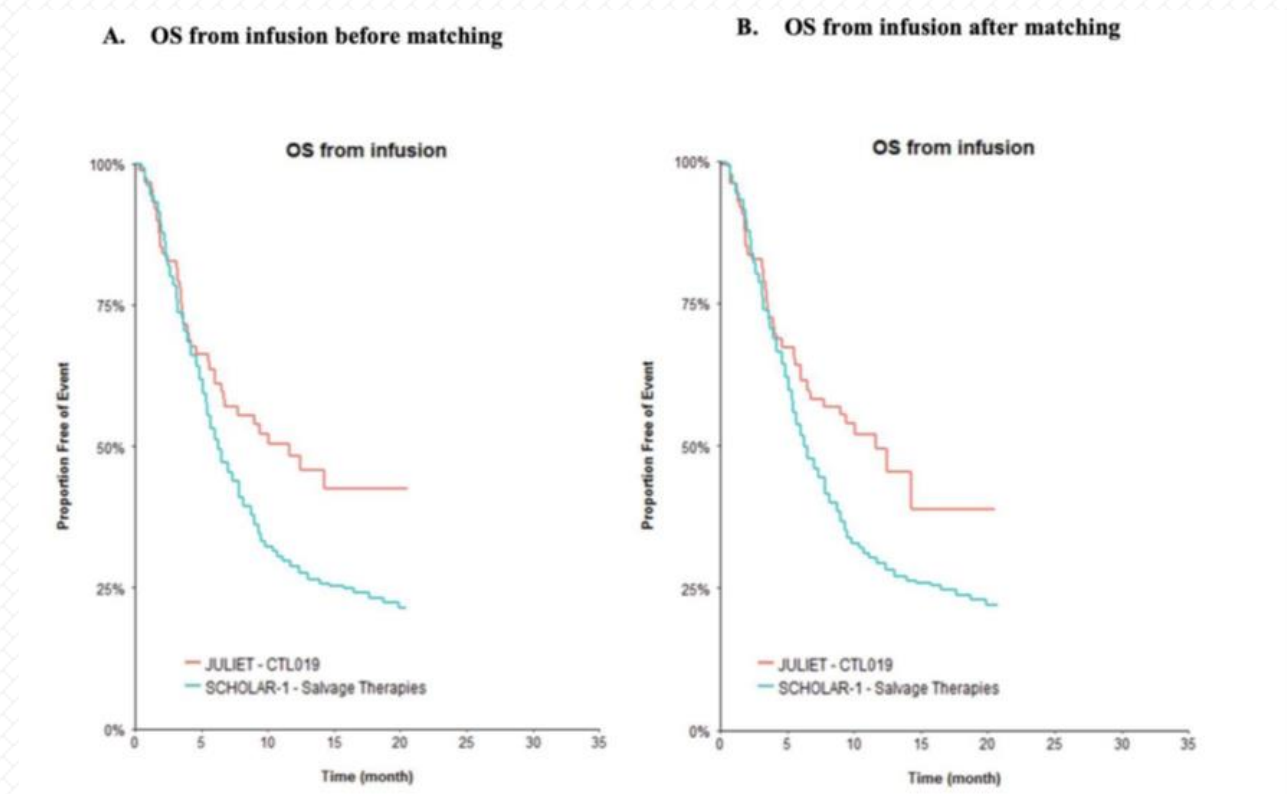 A. OS from infusion before matching
OS from infusion
Proportion Free of Event
100%
75%
50%
25%
0%
JULIET - CTL019
SCHOLAR-1 - Salvage Therapies
0 5 10 15 20 25 30 35
Time (month)
B. OS from infusion after matching
OS from infusion
Proportion Free of Event
100%
75%
50%
25%
0%
JULIET - CTL019
SCHOLAR-1 - Salvage Therapies
0 5 10 15 20 25 30 35
Time (month)